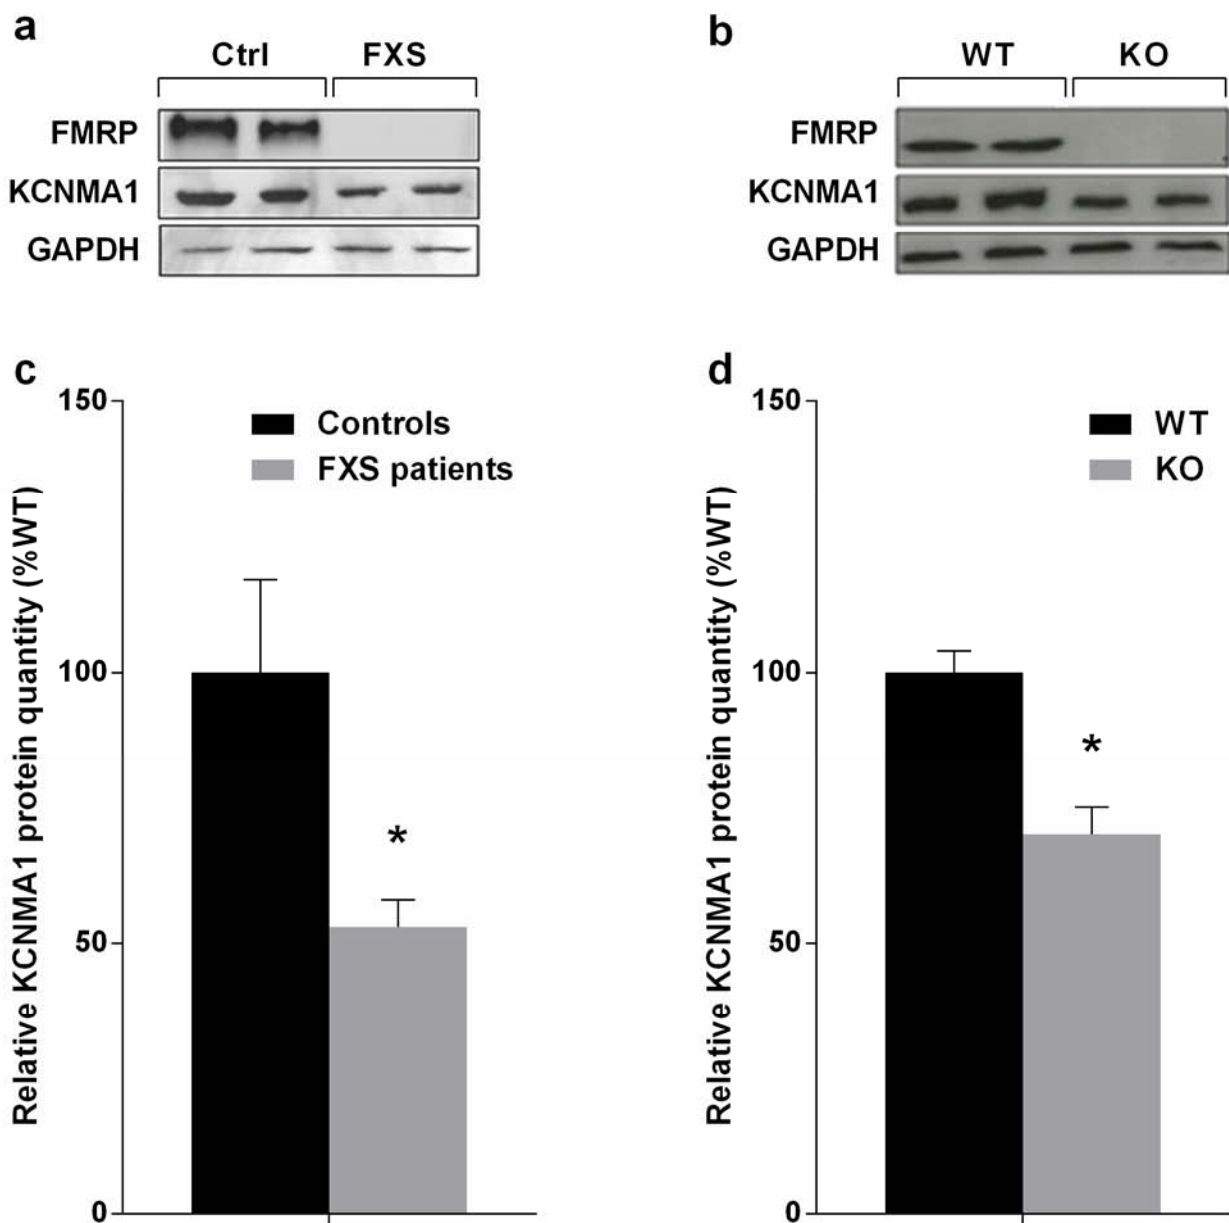 a
Ctrl FXS
FMRP
KCNMA1
GAPDH
b
WT KO
FMRP
KCNMA1
GAPDH
c
Relative KCNMA1 protein quantity (%WT)
150
100
50
0
Controls
FXS patients
*
d
Relative KCNMA1 protein quantity (%WT)
150
100
50
0
WT
KO
*